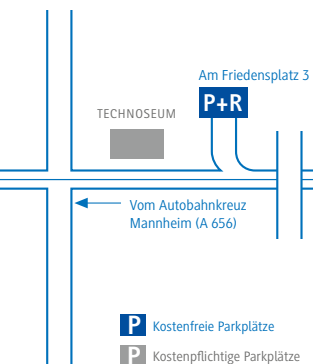 Am Friedensplatz 3
P+R
TECHNOSEUM
Vom Autobahnkreuz
Mannheim (A 656)
P Kostenfreie Parkplätze
P Kostenpflichtige Parkplätze